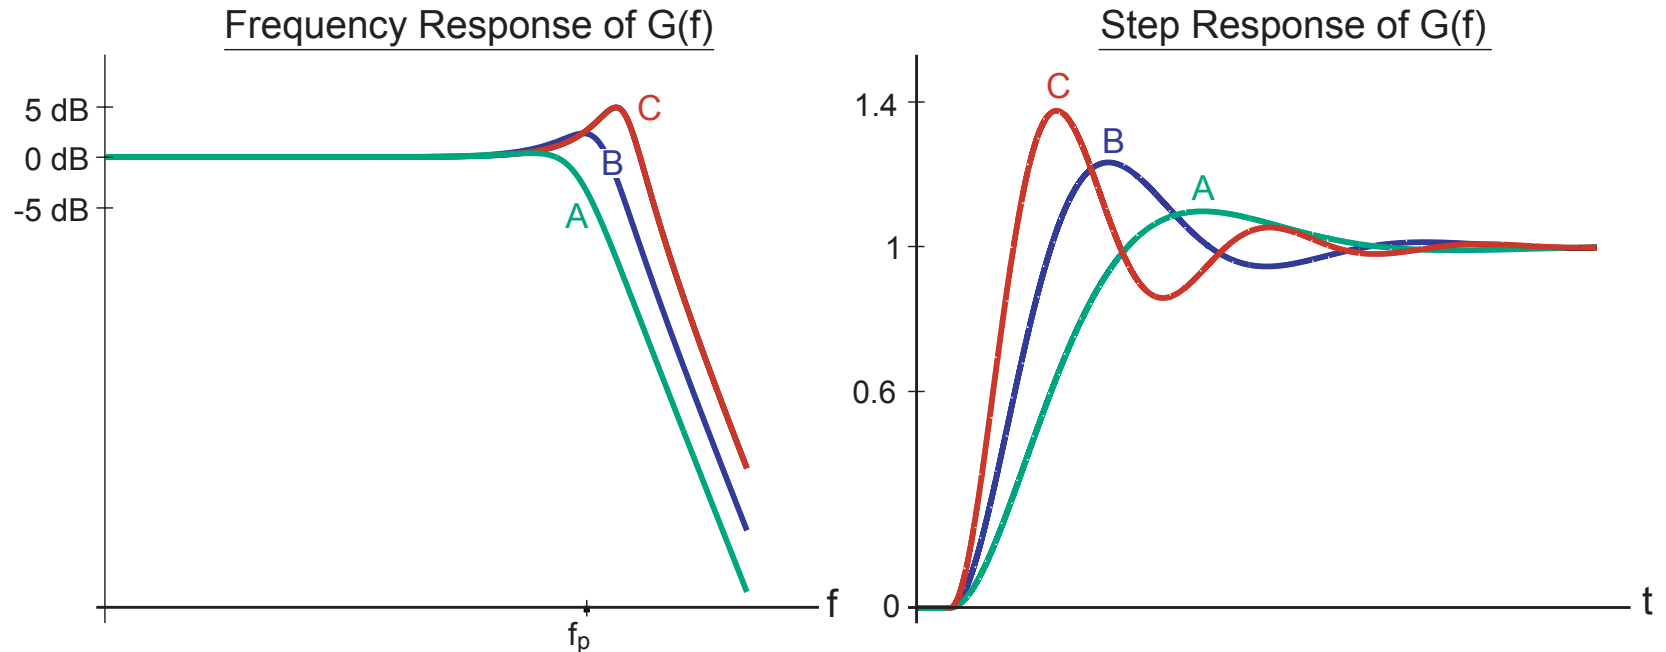 Frequency Response of G(f)
5 dB
0 dB
-5 dB
C
B
A
f
fp
Step Response of G(f)
1.4
1
0.6
0
C
B
A
t